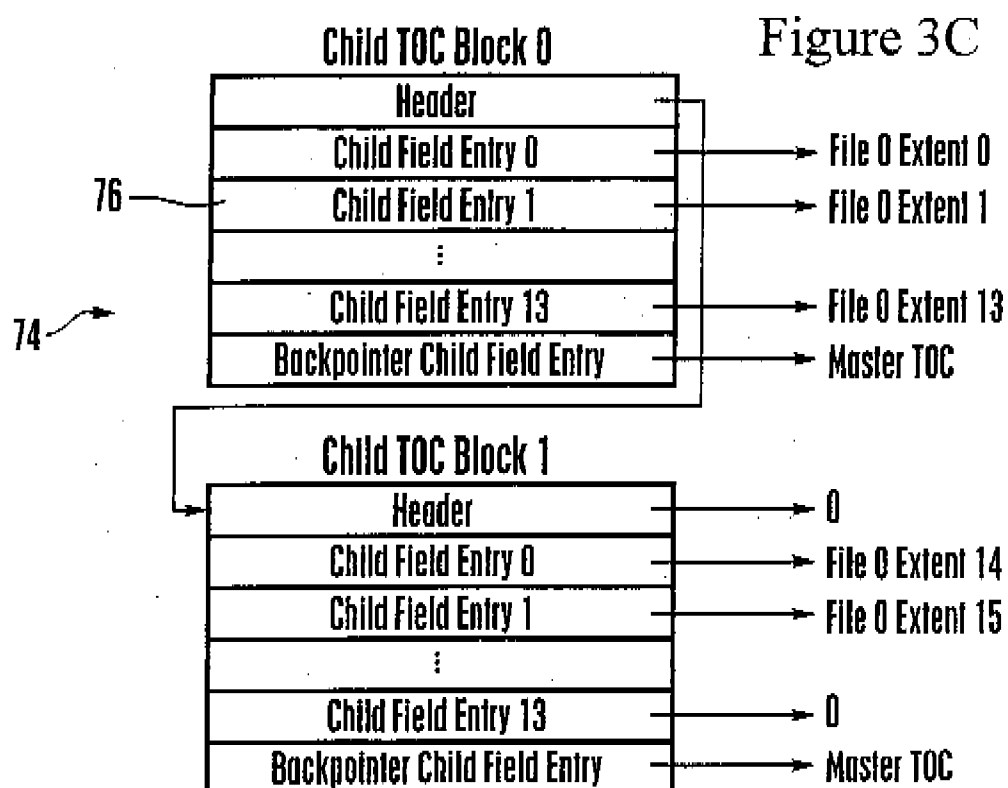 Figure 3C
Child TOC Block 0
Header
Child Field Entry 0
File 0 Extent 0
76
Child Field Entry 1
File 0 Extent 1
⋮
Child Field Entry 13
File 0 Extent 13
74
Backpointer Child Field Entry
Master TOC
Child TOC Block 1
Header
0
Child Field Entry 0
File 0 Extent 14
Child Field Entry 1
File 0 Extent 15
⋮
Child Field Entry 13
0
Backpointer Child Field Entry
Master TOC